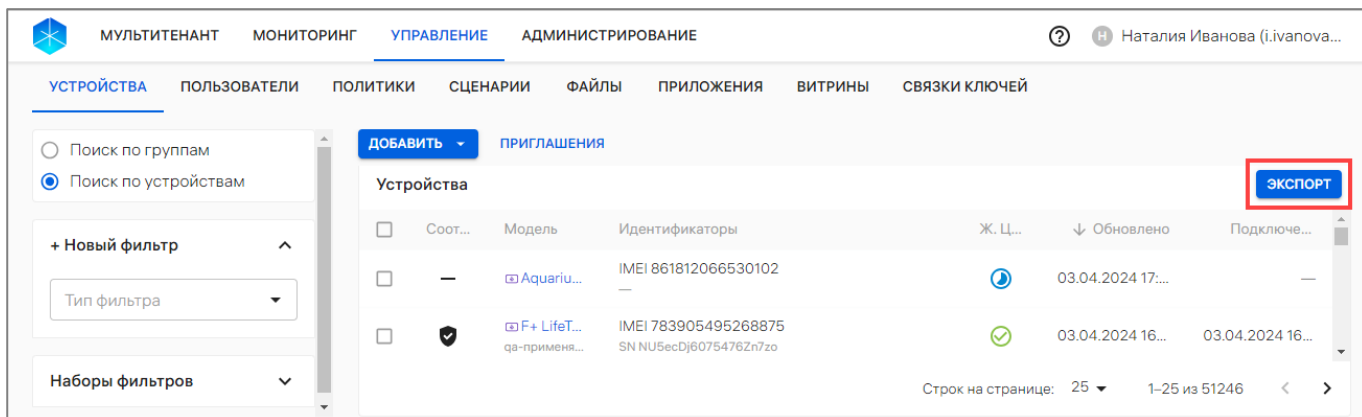 МУЛЬТИТЕНАНТ МОНИТОРИНГ УПРАВЛЕНИЕ АДМИНИСТРИРОВАНИЕ ? Н Наталия Иванова (i.ivanova...
УСТРОЙСТВА ПОЛЬЗОВАТЕЛИ ПОЛИТИКИ СЦЕНАРИИ ФАЙЛЫ ПРИЛОЖЕНИЯ ВИТРИНЫ СВЯЗКИ КЛЮЧЕЙ
Поиск по группам
Поиск по устройствам
+ Новый фильтр
Тип фильтра
Наборы фильтров
ДОБАВИТЬ ПРИГЛАШЕНИЯ
Устройства ЭКСПОРТ
Соот... Модель Идентификаторы Ж. Ц... Обновлено Подключе...
— Aquariu... IMEI 861812066530102 03.04.2024 17:... —
—
F+ LifeT... IMEI 783905495268875 03.04.2024 16... 03.04.2024 16...
qa-применя... SN NU5ecDj6075476Zn7zo
Строк на странице: 25 1–25 из 51246